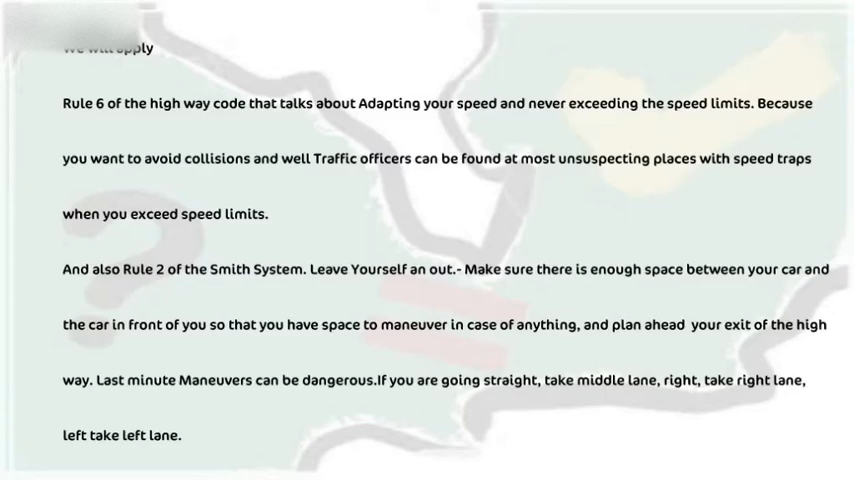 We will apply
Rule 6 of the high way code that talks about Adapting your speed and never exceeding the speed limits. Because
you want to avoid collisions and well Traffic officers can be found at most unsuspecting places with speed traps
when you exceed speed limits.
And also Rule 2 of the Smith System. Leave Yourself an out.- Make sure there is enough space between your car and
the car in front of you so that you have space to maneuver in case of anything, and plan ahead  your exit of the high
way. Last minute Maneuvers can be dangerous.If you are going straight, take middle lane, right, take right lane,
left take left lane.